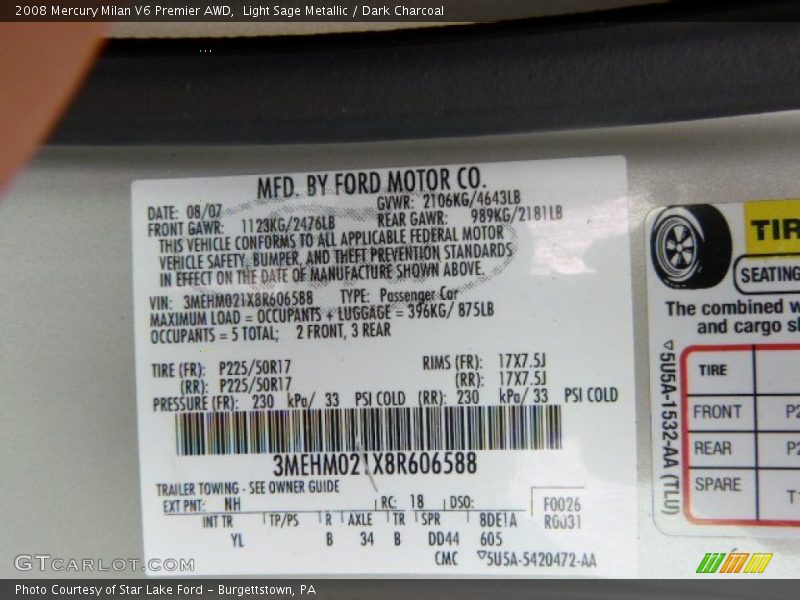 2008 Mercury Milan V6 Premier AWD, Light Sage Metallic / Dark Charcoal
MFD. BY FORD MOTOR CO.
DATE: 08/07 GVWR: 2106KG/4643LB
FRONT GAWR: 1123KG/2476LB REAR GAWR: 989KG/2181LB
THIS VEHICLE CONFORMS TO ALL APPLICABLE FEDERAL MOTOR
VEHICLE SAFETY, BUMPER, AND THEFT PREVENTION STANDARDS
IN EFFECT ON THE DATE OF MANUFACTURE SHOWN ABOVE.
VIN: 3MEHM021X8R606588 TYPE: Passenger Car
MAXIMUM LOAD = OCCUPANTS + LUGGAGE = 396KG/ 875LB
OCCUPANTS = 5 TOTAL; 2 FRONT, 3 REAR
TIRE (FR): P225/50R17 RIMS (FR): 17X7.5J
(RR): P225/50R17 (RR): 17X7.5J
PRESSURE (FR): 230 kPa/ 33 PSI COLD (RR): 230 kPa/ 33 PSI COLD
3MEHM021X8R606588
TRAILER TOWING - SEE OWNER GUIDE
EXT PNT: NH RC: 18 DSO: F0026
INT TR TP/PS R AXLE TR SPR 8DE1A R0J31
YL B 34 B DD44 605
CMC ▽5U5A-5420472-AA
TIR
SEATING
The combined w
and cargo sh
TIRE
FRONT P2
REAR P2
SPARE T1
▽5U5A-1532-AA (TLU)
GTCARLOT.COM
Photo Courtesy of Star Lake Ford - Burgettstown, PA